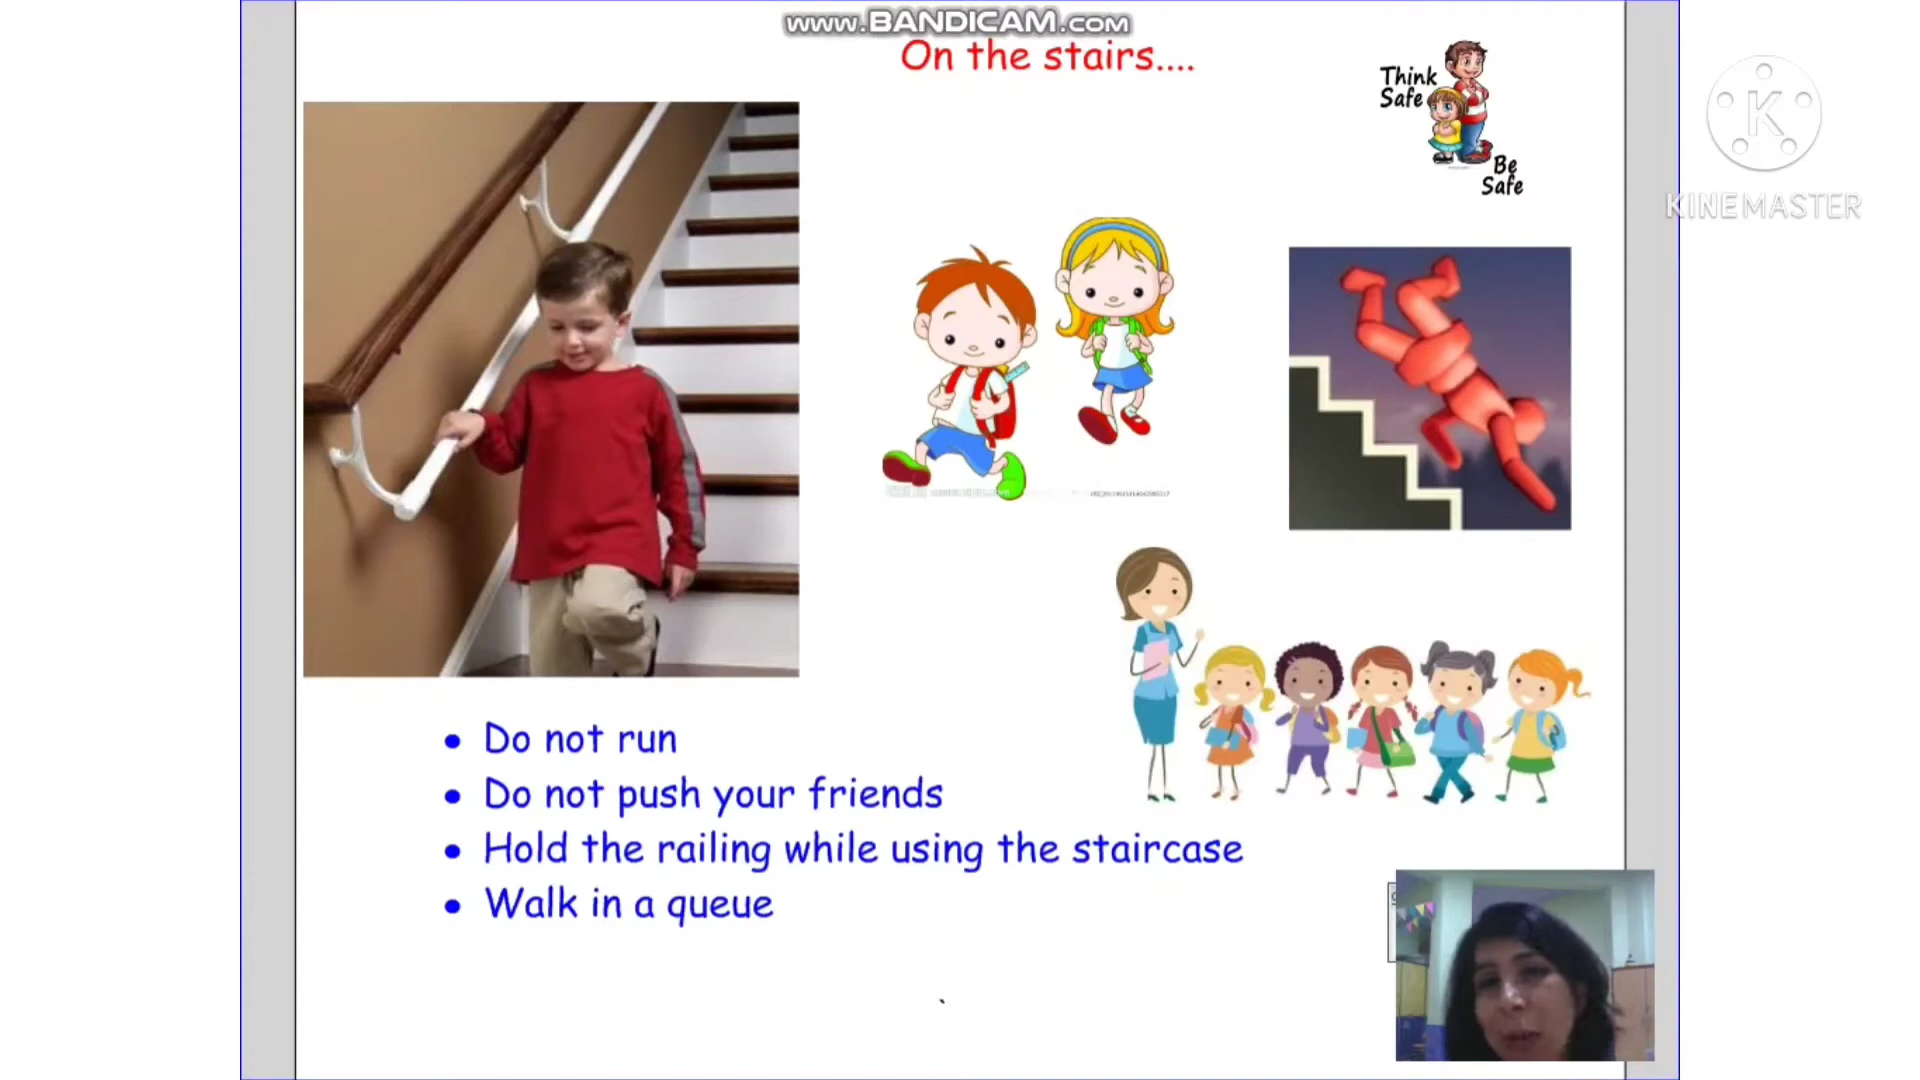 www.BANDICAM.com
On the stairs....
Think
Safe
Be
Safe
K
KINEMASTER
Do not run
Do not push your friends
Hold the railing while using the staircase
Walk in a queue